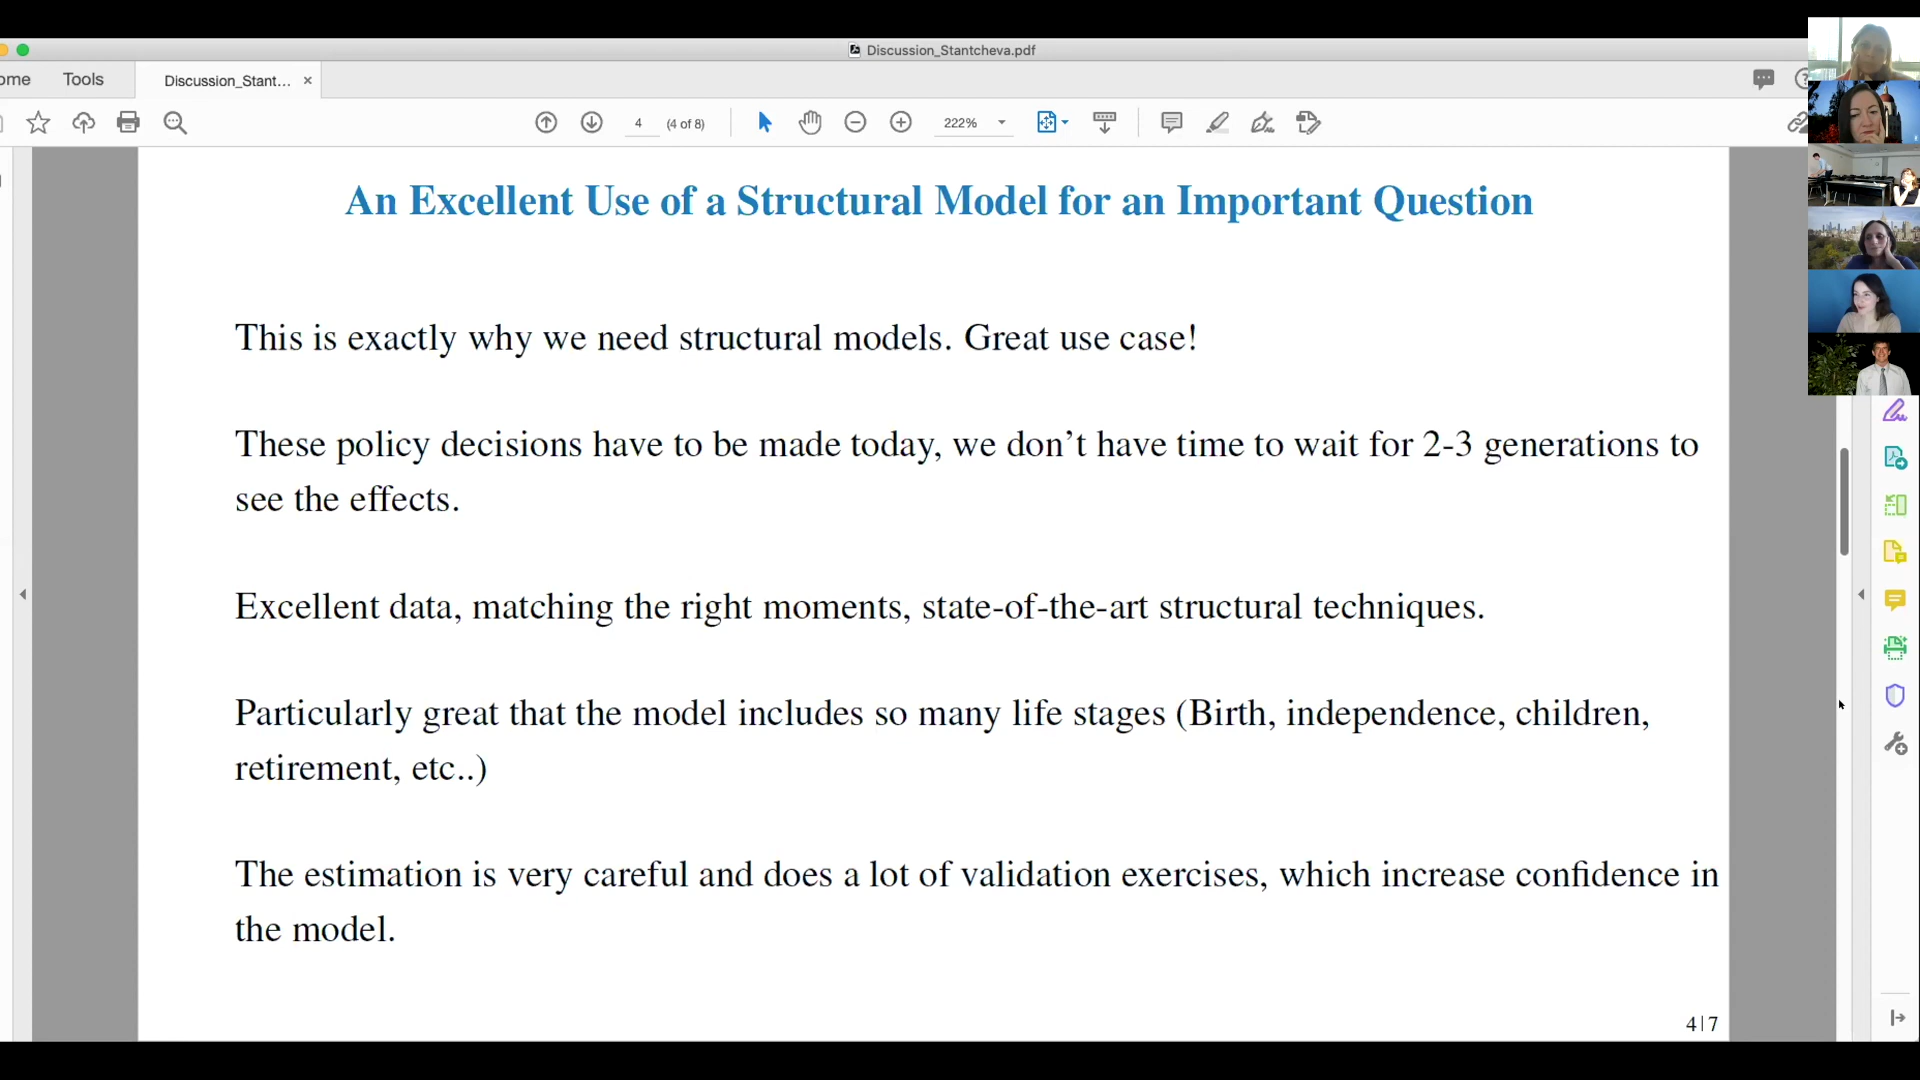 Discussion_Stantcheva.pdf
ome
Tools
Discussion_Stant...
4
(4 of 8)
222%
An Excellent Use of a Structural Model for an Important Question
This is exactly why we need structural models. Great use case!
These policy decisions have to be made today, we don’t have time to wait for 2-3 generations to
see the effects.
Excellent data, matching the right moments, state-of-the-art structural techniques.
Particularly great that the model includes so many life stages (Birth, independence, children,
retirement, etc..)
The estimation is very careful and does a lot of validation exercises, which increase confidence in
the model.
4|7